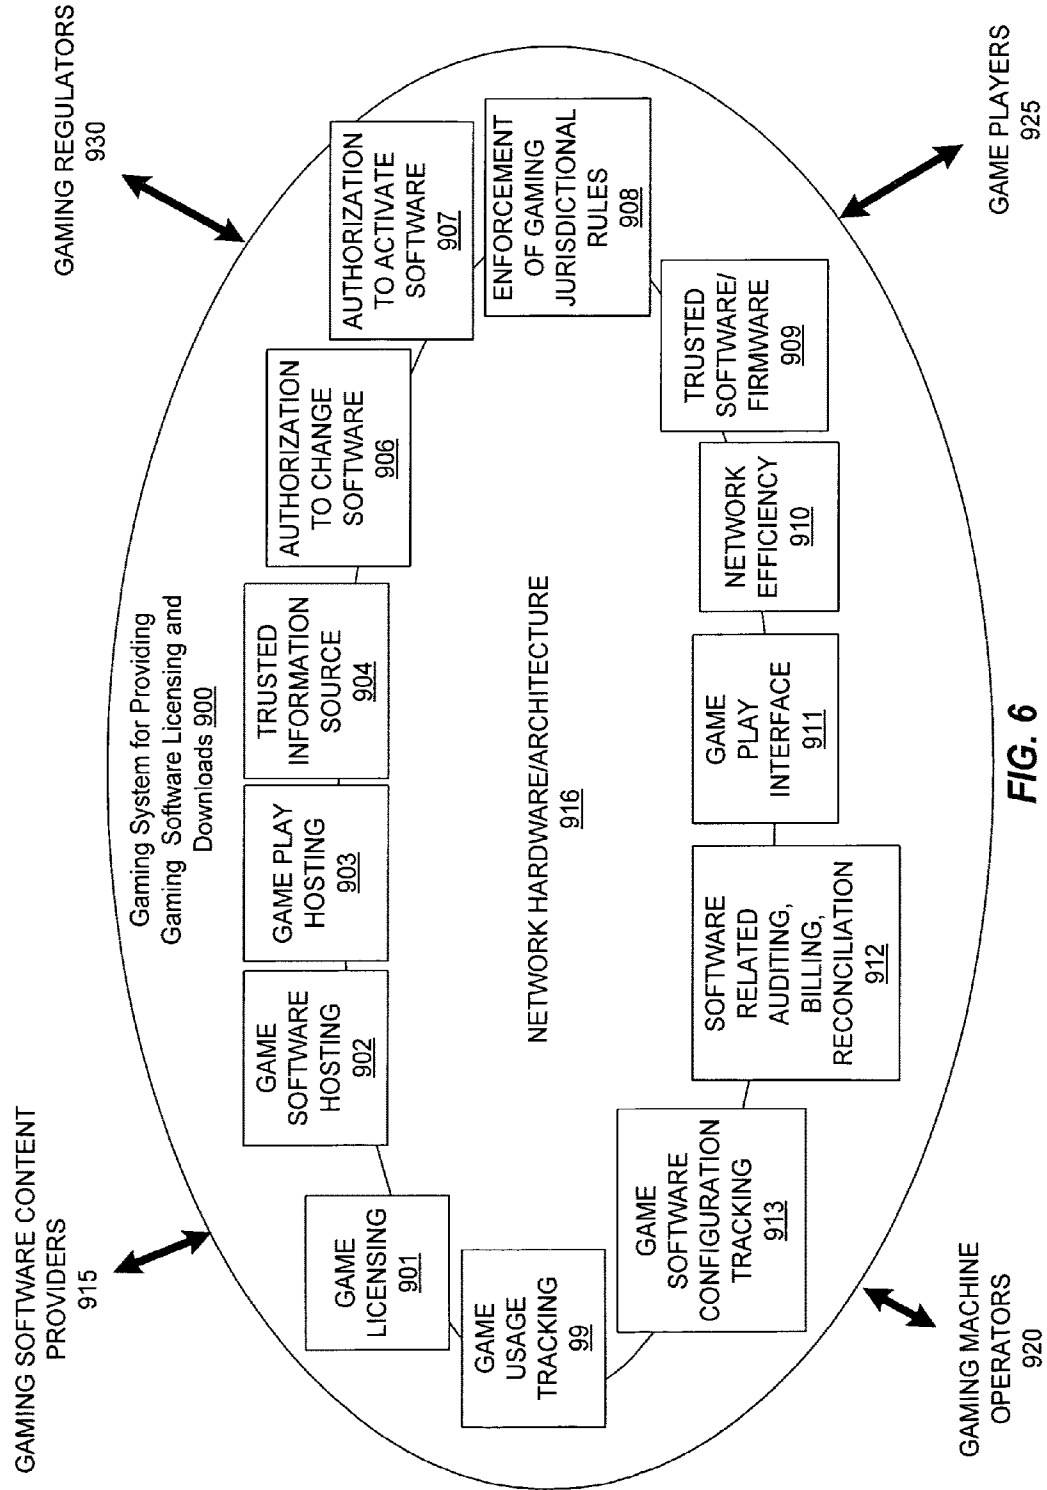 GAMING SOFTWARE CONTENT
PROVIDERS
915
GAMING REGULATORS
930
Gaming System for Providing
Gaming Software Licensing and
Downloads 900
GAME
LICENSING
901
GAME
SOFTWARE
HOSTING
902
GAME PLAY
HOSTING
903
TRUSTED
INFORMATION
SOURCE
904
AUTHORIZATION
TO CHANGE
SOFTWARE
906
AUTHORIZATION
TO ACTIVATE
SOFTWARE
907
ENFORCEMENT
OF GAMING
JURISDICTIONAL
RULES
908
NETWORK HARDWARE/ARCHITECTURE
916
GAME
USAGE
TRACKING
99
GAME
SOFTWARE
CONFIGURATION
TRACKING
913
SOFTWARE
RELATED
AUDITING,
BILLING,
RECONCILIATION
912
GAME
PLAY
INTERFACE
911
NETWORK
EFFICIENCY
910
TRUSTED
SOFTWARE/
FIRMWARE
909
GAMING MACHINE
OPERATORS
920
GAME PLAYERS
925
FIG. 6